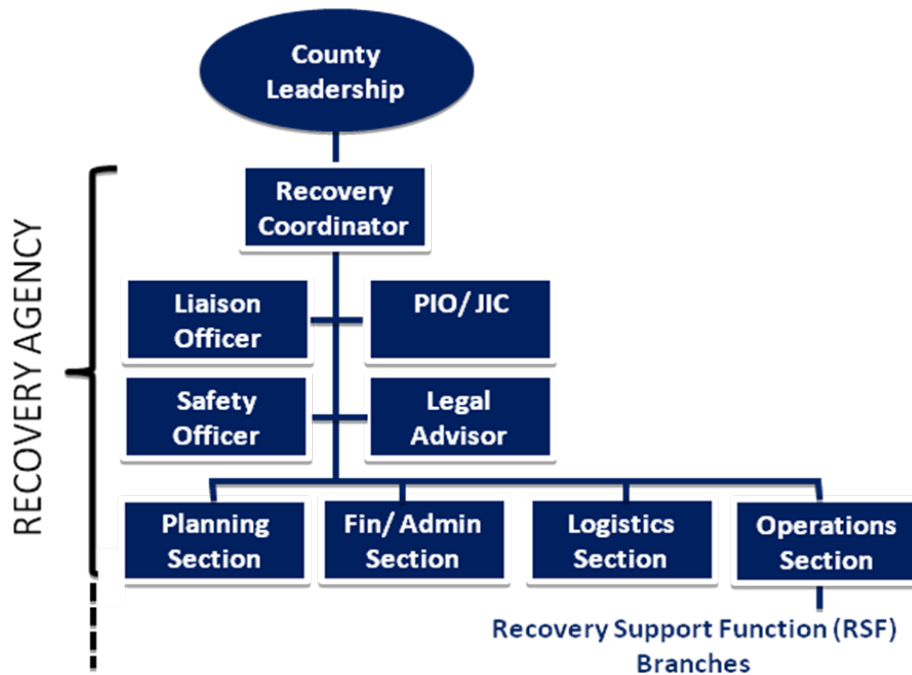 County
Leadership
Recovery
Coordinator
RECOVERY AGENCY
Liaison
Officer
PIO/ JIC
Safety
Officer
Legal
Advisor
Planning
Section
Fin/ Admin
Section
Logistics
Section
Operations
Section
Recovery Support Function (RSF)
Branches